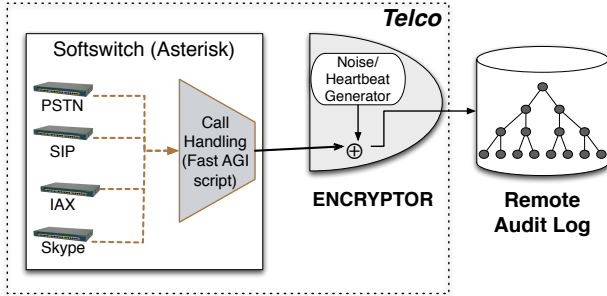 Telco
Softswitch (Asterisk)
PSTN
SIP
IAX
Skype
Call
Handling
(Fast AGI
script)
Noise/
Heartbeat
Generator
ENCRYPTOR
Remote
Audit Log